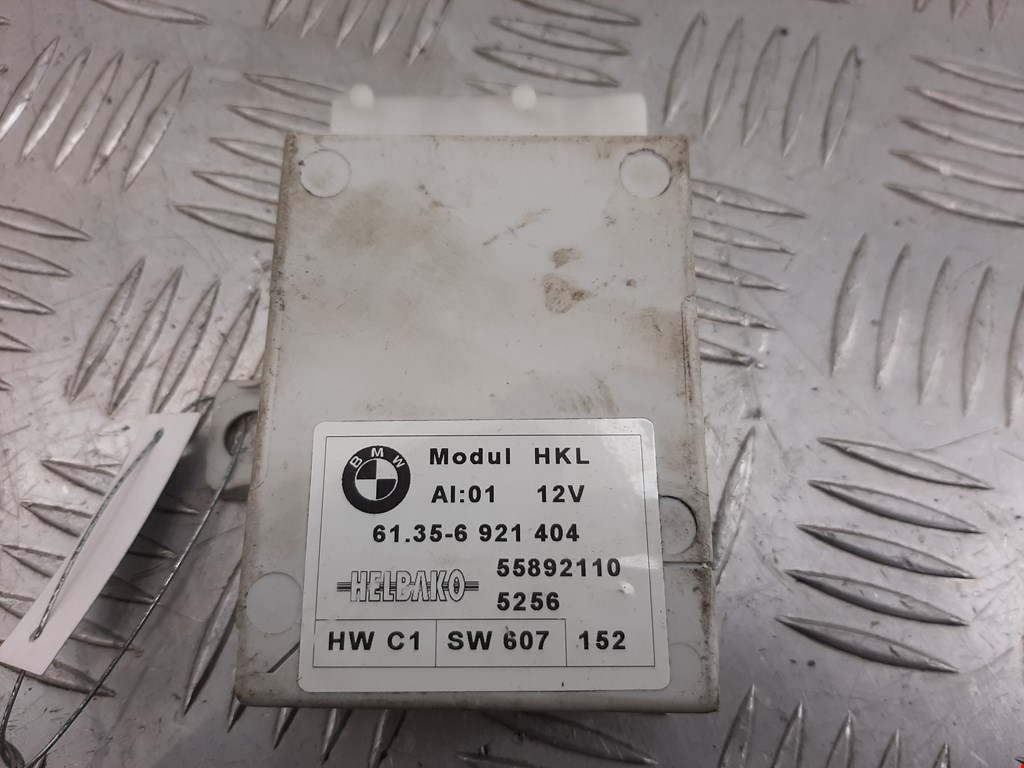 BMW
Modul HKL
AI:01 12V
61.35-6 921 404
HELBAKO
55892110
5256
HW C1 SW 607 152